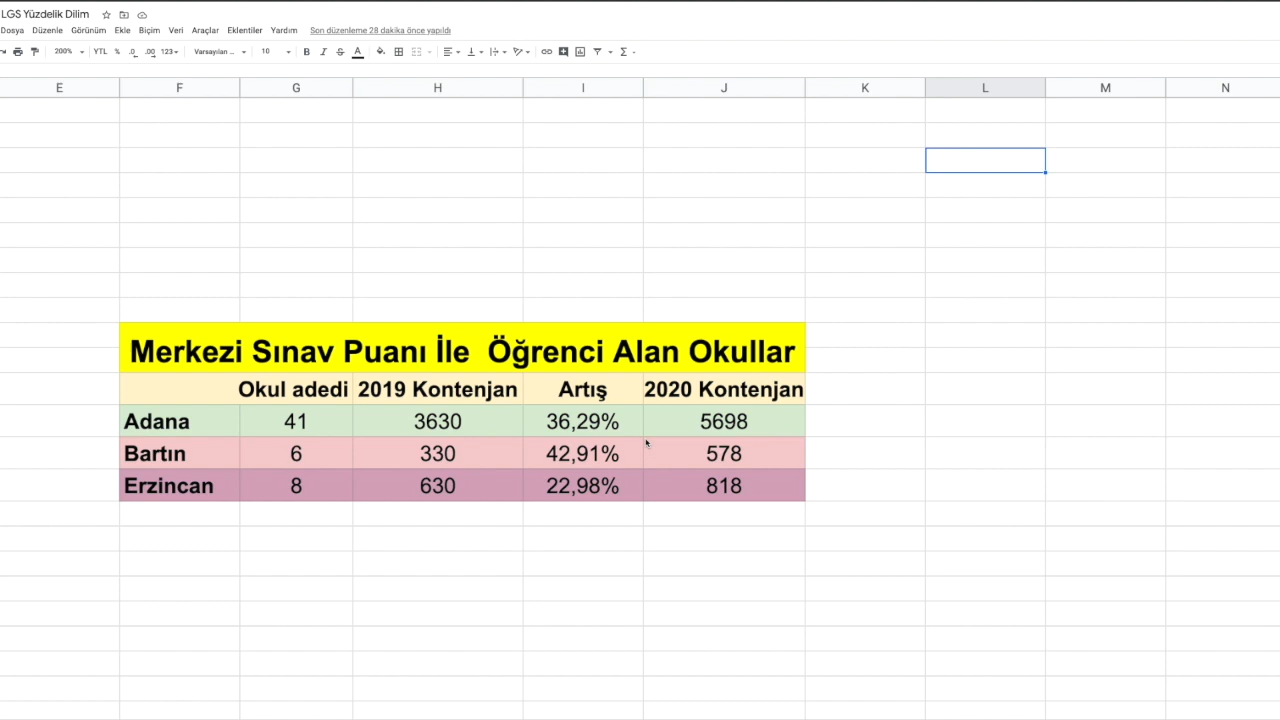 LGS Yüzdelik Dilim
Dosya Düzenle Görünüm Ekle Biçim Veri Araçlar Eklentiler Yardım Son düzenleme 28 dakika önce yapıldı
200% YTL % .0 .00 123 Varsayılan ... 10 B I S A
E F G H I J K L M N
Merkezi Sınav Puanı İle Öğrenci Alan Okullar
Okul adedi 2019 Kontenjan Artış 2020 Kontenjan
Adana 41 3630 36,29% 5698
Bartın 6 330 42,91% 578
Erzincan 8 630 22,98% 818